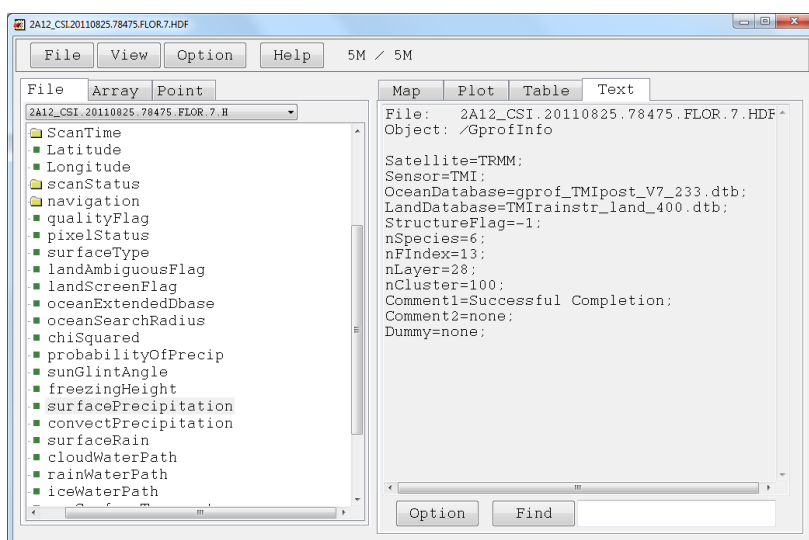 2A12_CSI.20110825.78475.FLOR.7.HDF
File View Option Help 5M / 5M
File Array Point
2A12_CSI.20110825.78475.FLOR.7.H
ScanTime
Latitude
Longitude
scanStatus
navigation
qualityFlag
pixelStatus
surfaceType
landAmbiguousFlag
landScreenFlag
oceanExtendedDbase
oceanSearchRadius
chiSquared
probabilityOfPrecip
sunGlintAngle
freezingHeight
surfacePrecipitation
convectPrecipitation
surfaceRain
cloudWaterPath
rainWaterPath
iceWaterPath
Map Plot Table Text
File: 2A12_CSI.20110825.78475.FLOR.7.HDF
Object: /GprofInfo
Satellite=TRMM;
Sensor=TMI;
OceanDatabase=gprof_TMIpost_V7_233.dtb;
LandDatabase=TMIrainstr_land_400.dtb;
StructureFlag=-1;
nSpecies=6;
nFIndex=13;
nLayer=28;
nCluster=100;
Comment1=Successful Completion;
Comment2=none;
Dummy=none;
Option Find